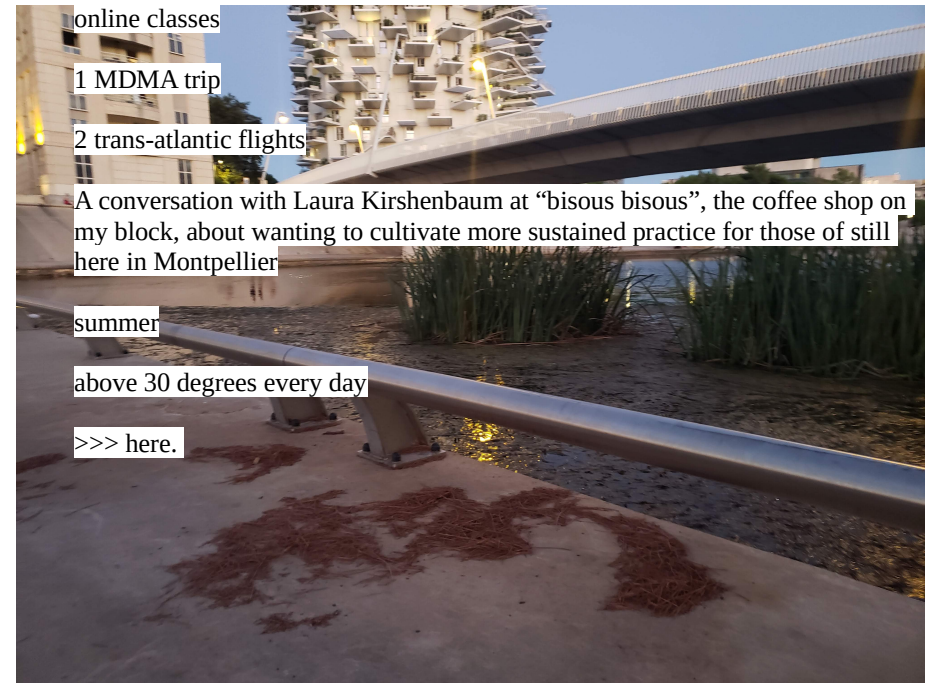 online classes
1 MDMA trip
2 trans-atlantic flights
A conversation with Laura Kirshenbaum at “bisous bisous”, the coffee shop on
my block, about wanting to cultivate more sustained practice for those of still
here in Montpellier
summer
above 30 degrees every day
>>> here.